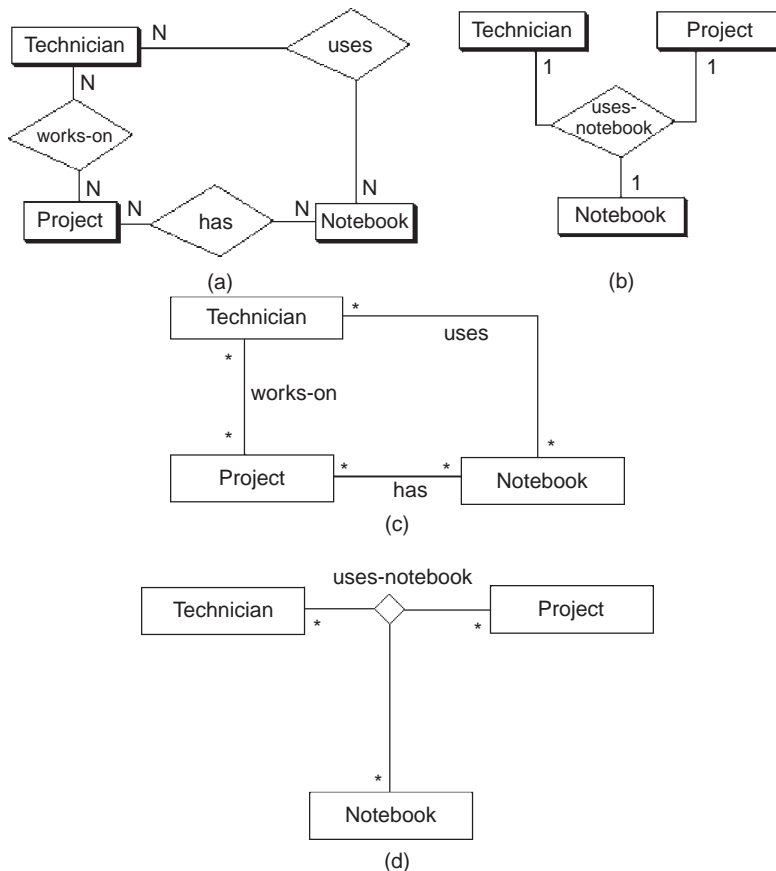 Technician
N
uses
Technician
Project
N
1
1
works-on
uses-
notebook
N
N
1
Project
N
has
N
Notebook
Notebook
(a)
(b)
Technician
*
uses
*
works-on
*
*
Project
*
*
Notebook
has
(c)
uses-notebook
Technician
*
*
Project
*
Notebook
(d)